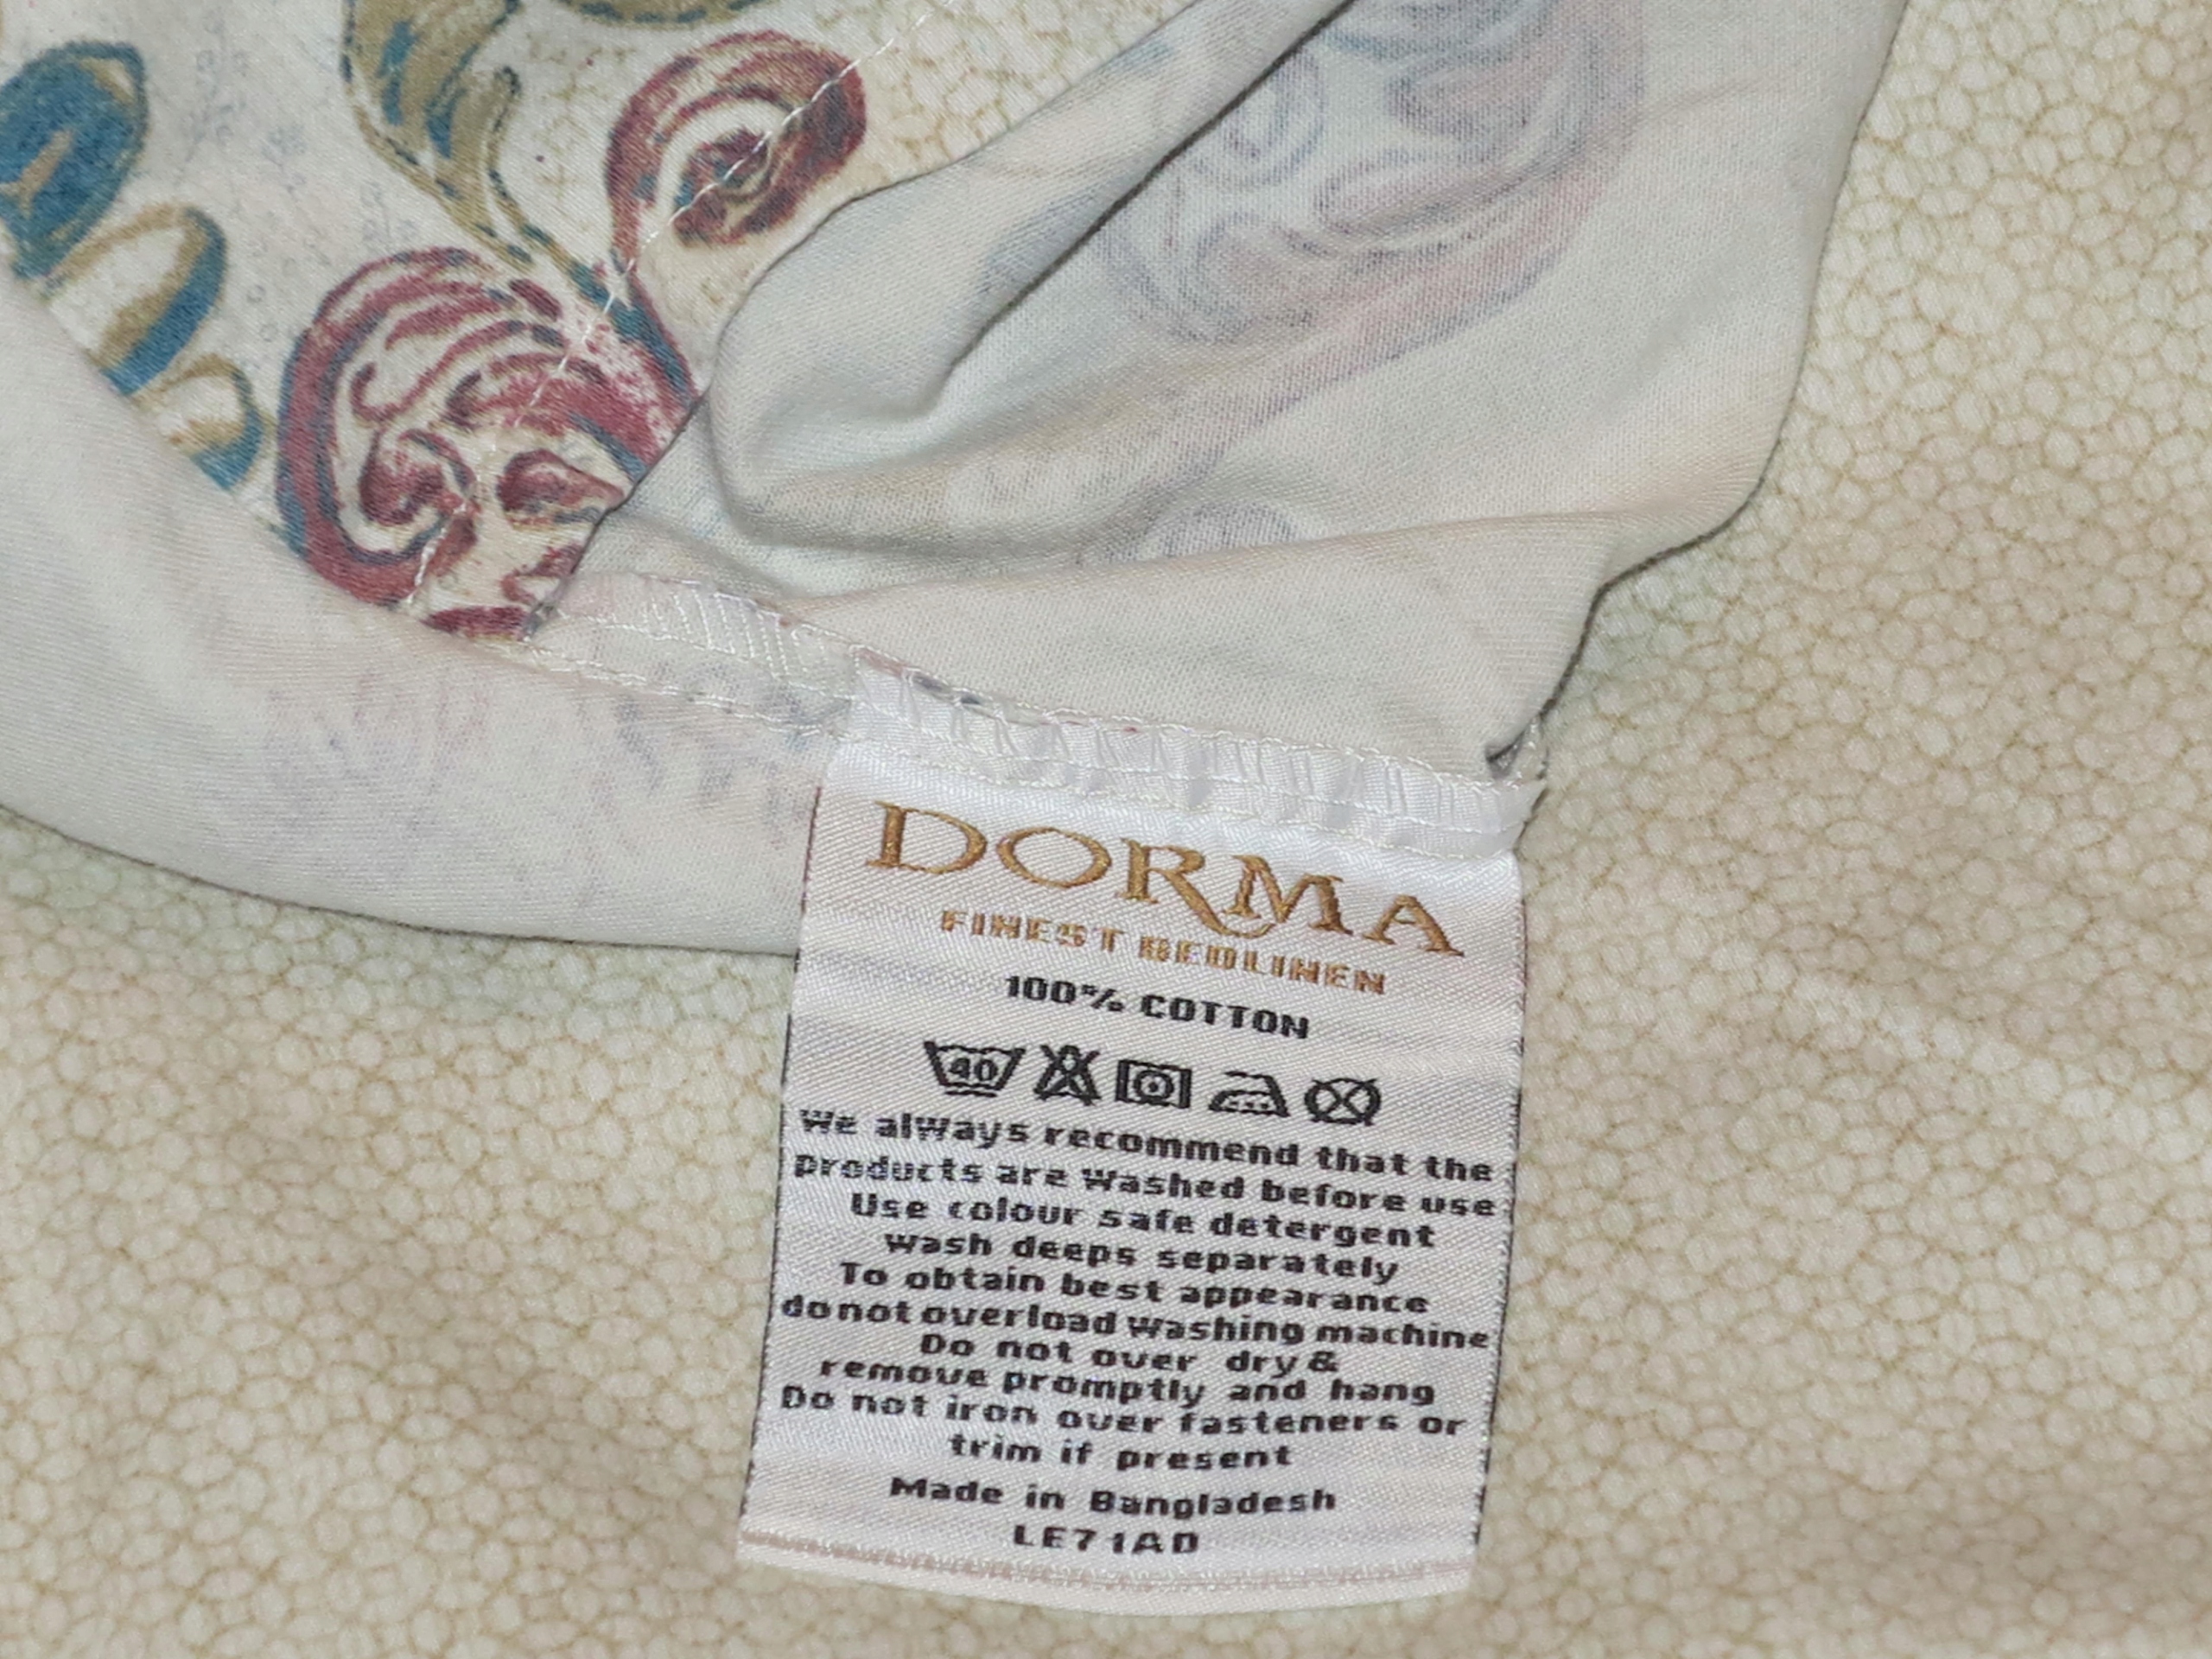 DORMA
FINEST BEDLINEN
100% COTTON
40
We always recommend that the
products are Washed before use
Use colour safe detergent
wash deeps separately
To obtain best appearance
do not overload washing machine
Do not over dry &
remove promptly and hang
Do not iron over fasteners or
trim if present
Made in Bangladesh
LE71AD